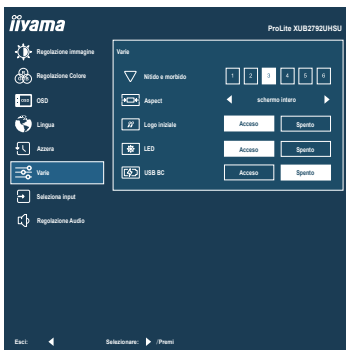 iiyama
ProLite XUB2792UHSU
Regolazione immagine
Regolazione Colore
OSD
OSD
Lingua
Azzera
Varie
Seleziona input
Regolazione Audio
Varie
Nitido e morbido 1 2 3 4 5 6
Aspect schermo intero
Logo iniziale Acceso Spento
LED Acceso Spento
USB BC Acceso Spento
Esci: Selezionare: /Premi